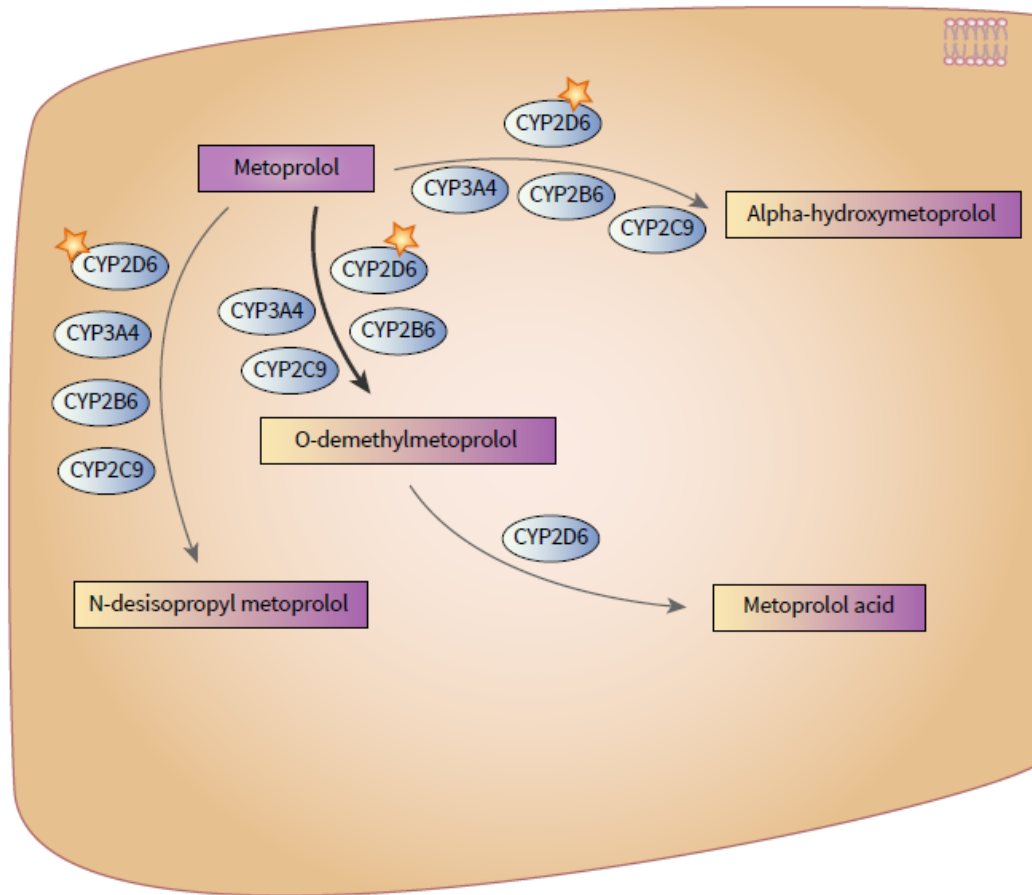 CYP2D6
Metoprolol
CYP3A4
CYP2B6
CYP2C9
Alpha-hydroxymetoprolol
CYP2D6
CYP3A4
CYP2B6
CYP2C9
CYP2D6
CYP3A4
CYP2B6
CYP2C9
O-demethylmetoprolol
CYP2D6
N-desisopropyl metoprolol
Metoprolol acid